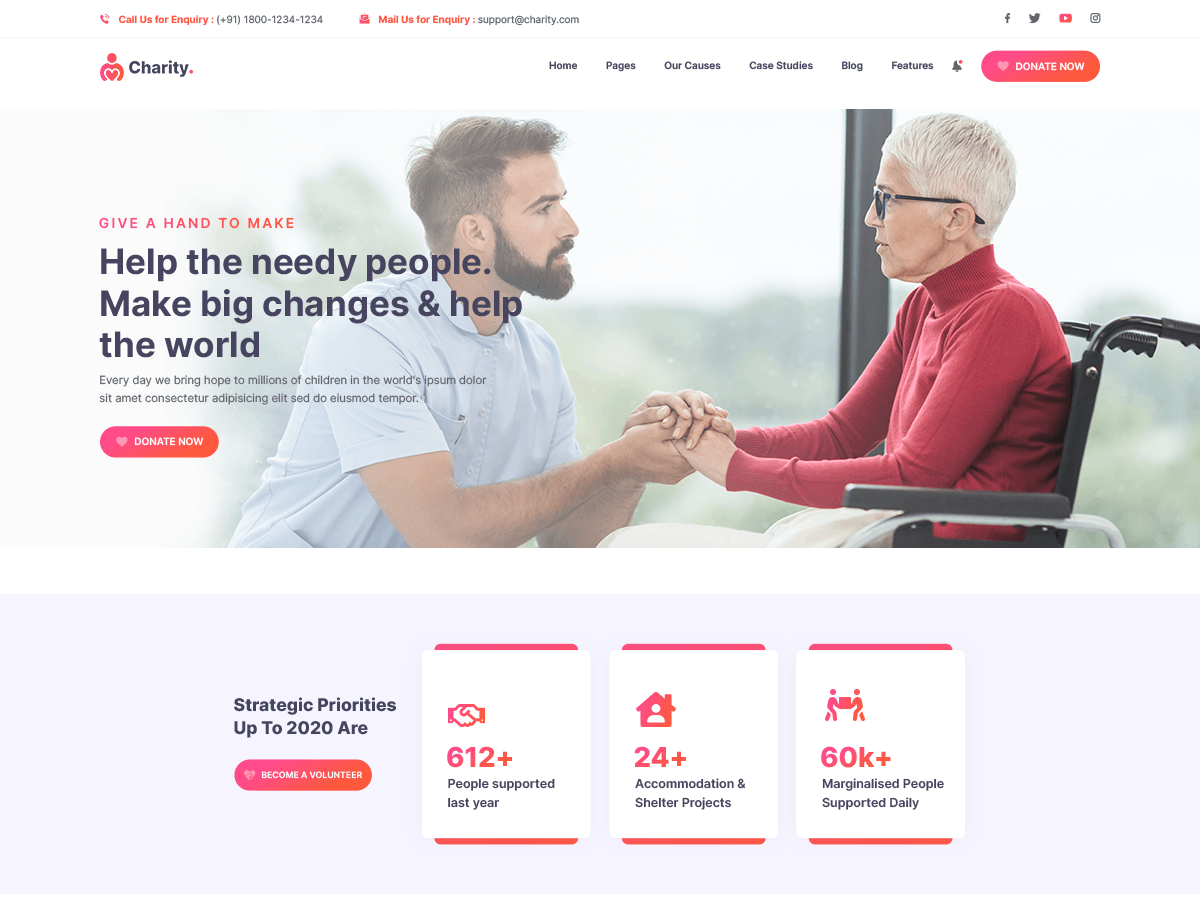 Call Us for Enquiry : (+91) 1800-1234-1234
Mail Us for Enquiry : support@charity.com
Charity.
Home
Pages
Our Causes
Case Studies
Blog
Features
DONATE NOW
GIVE A HAND TO MAKE
Help the needy people.
Make big changes & help
the world
Every day we bring hope to millions of children in the world's ipsum dolor
sit amet consectetur adipisicing elit sed do eiusmod tempor.
DONATE NOW
Strategic Priorities
Up To 2020 Are
BECOME A VOLUNTEER
612+
People supported
last year
24+
Accommodation &
Shelter Projects
60k+
Marginalised People
Supported Daily